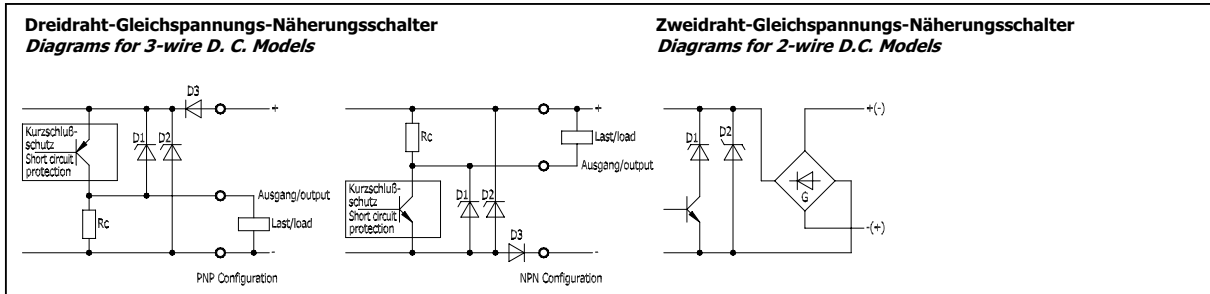 Dreidraht-Gleichspannungs-Näherungsschalter
Diagrams for 3-wire D. C. Models
D3
+
Kurzschluß-
schutz
Short circuit
protection
D1
D2
Ausgang/output
Rc
Last/load
-
PNP Configuration
+
Rc
Last/load
Ausgang/output
Kurzschluß-
schutz
Short circuit
protection
D1
D2
D3
-
NPN Configuration
Zweidraht-Gleichspannungs-Näherungsschalter
Diagrams for 2-wire D.C. Models
+(-)
D1
D2
G
-(+)